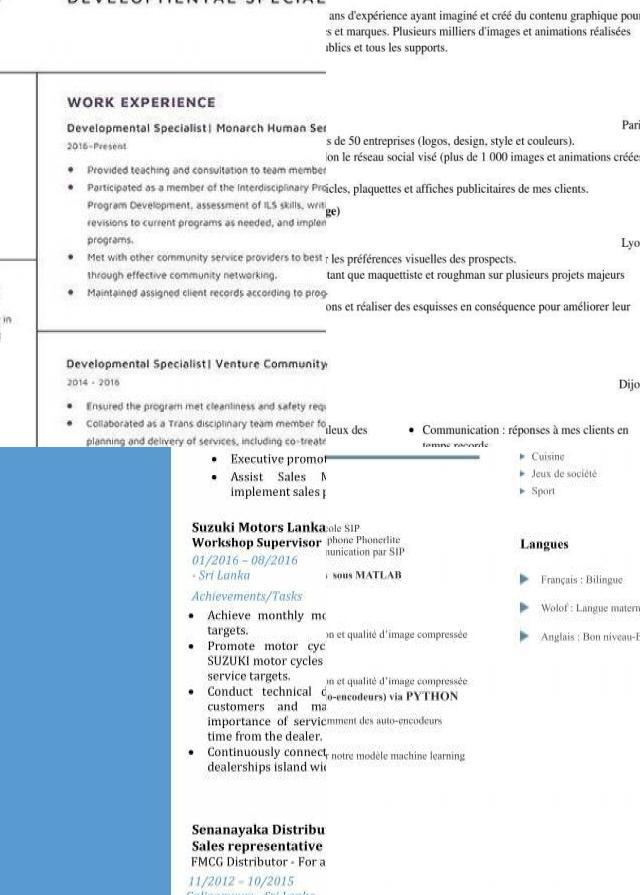 DEVELOPMENTAL SPECIAL
WORK EXPERIENCE
Developmental Specialist| Monarch Human Ser
2016-Present
• Provided teaching and consultation to team member
• Participated as a member of the Interdisciplinary Pro
Program Development, assessment of ILS skills, writi
revisions to current programs as needed, and implem
programs.
• Met with other community service providers to best
through effective community networking.
• Maintained assigned client records according to prog
in
Developmental Specialist| Venture Community
2014 - 2016
• Ensured the program met cleanliness and safety requ
• Collaborated as a Trans disciplinary team member fo
planning and delivery of services, including co-treate
ans d'expérience ayant imaginé et créé du contenu graphique pour
s et marques. Plusieurs milliers d'images et animations réalisées
ublics et tous les supports.
Pari
s de 50 entreprises (logos, design, style et couleurs).
lon le réseau social visé (plus de 1 000 images et animations créées
icles, plaquettes et affiches publicitaires de mes clients.
ge)
Lyo
r les préférences visuelles des prospects.
tant que maquettiste et roughman sur plusieurs projets majeurs
ons et réaliser des esquisses en conséquence pour améliorer leur
Dijo
leux des
• Communication : réponses à mes clients en
temps records
• Executive promot
• Assist Sales M
implement sales p
Suzuki Motors Lanka
Workshop Supervisor
01/2016 – 08/2016
- Sri Lanka
Achievements/Tasks
• Achieve monthly mo
targets.
• Promote motor cyc
SUZUKI motor cycles
service targets.
• Conduct technical d
customers and ma
importance of servic
time from the dealer.
• Continuously connect
dealerships island wid
Senanayaka Distribu
Sales representative
FMCG Distributor - For a
11/2012 – 10/2015
cole SIP
phone Phonerlite
unication par SIP
sous MATLAB
on et qualité d'image compressée
on et qualité d'image compressée
o-encodeurs) via PYTHON
mment des auto-encodeurs
r notre modèle machine learning
Cuisine
Jeux de société
Sport
Langues
Français : Bilingue
Wolof : Langue matern
Anglais : Bon niveau-B